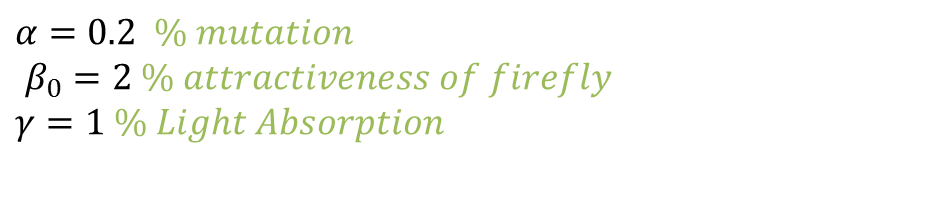 α = 0.2 % mutation
β₀ = 2 % attractiveness of firefly
γ = 1 % Light Absorption